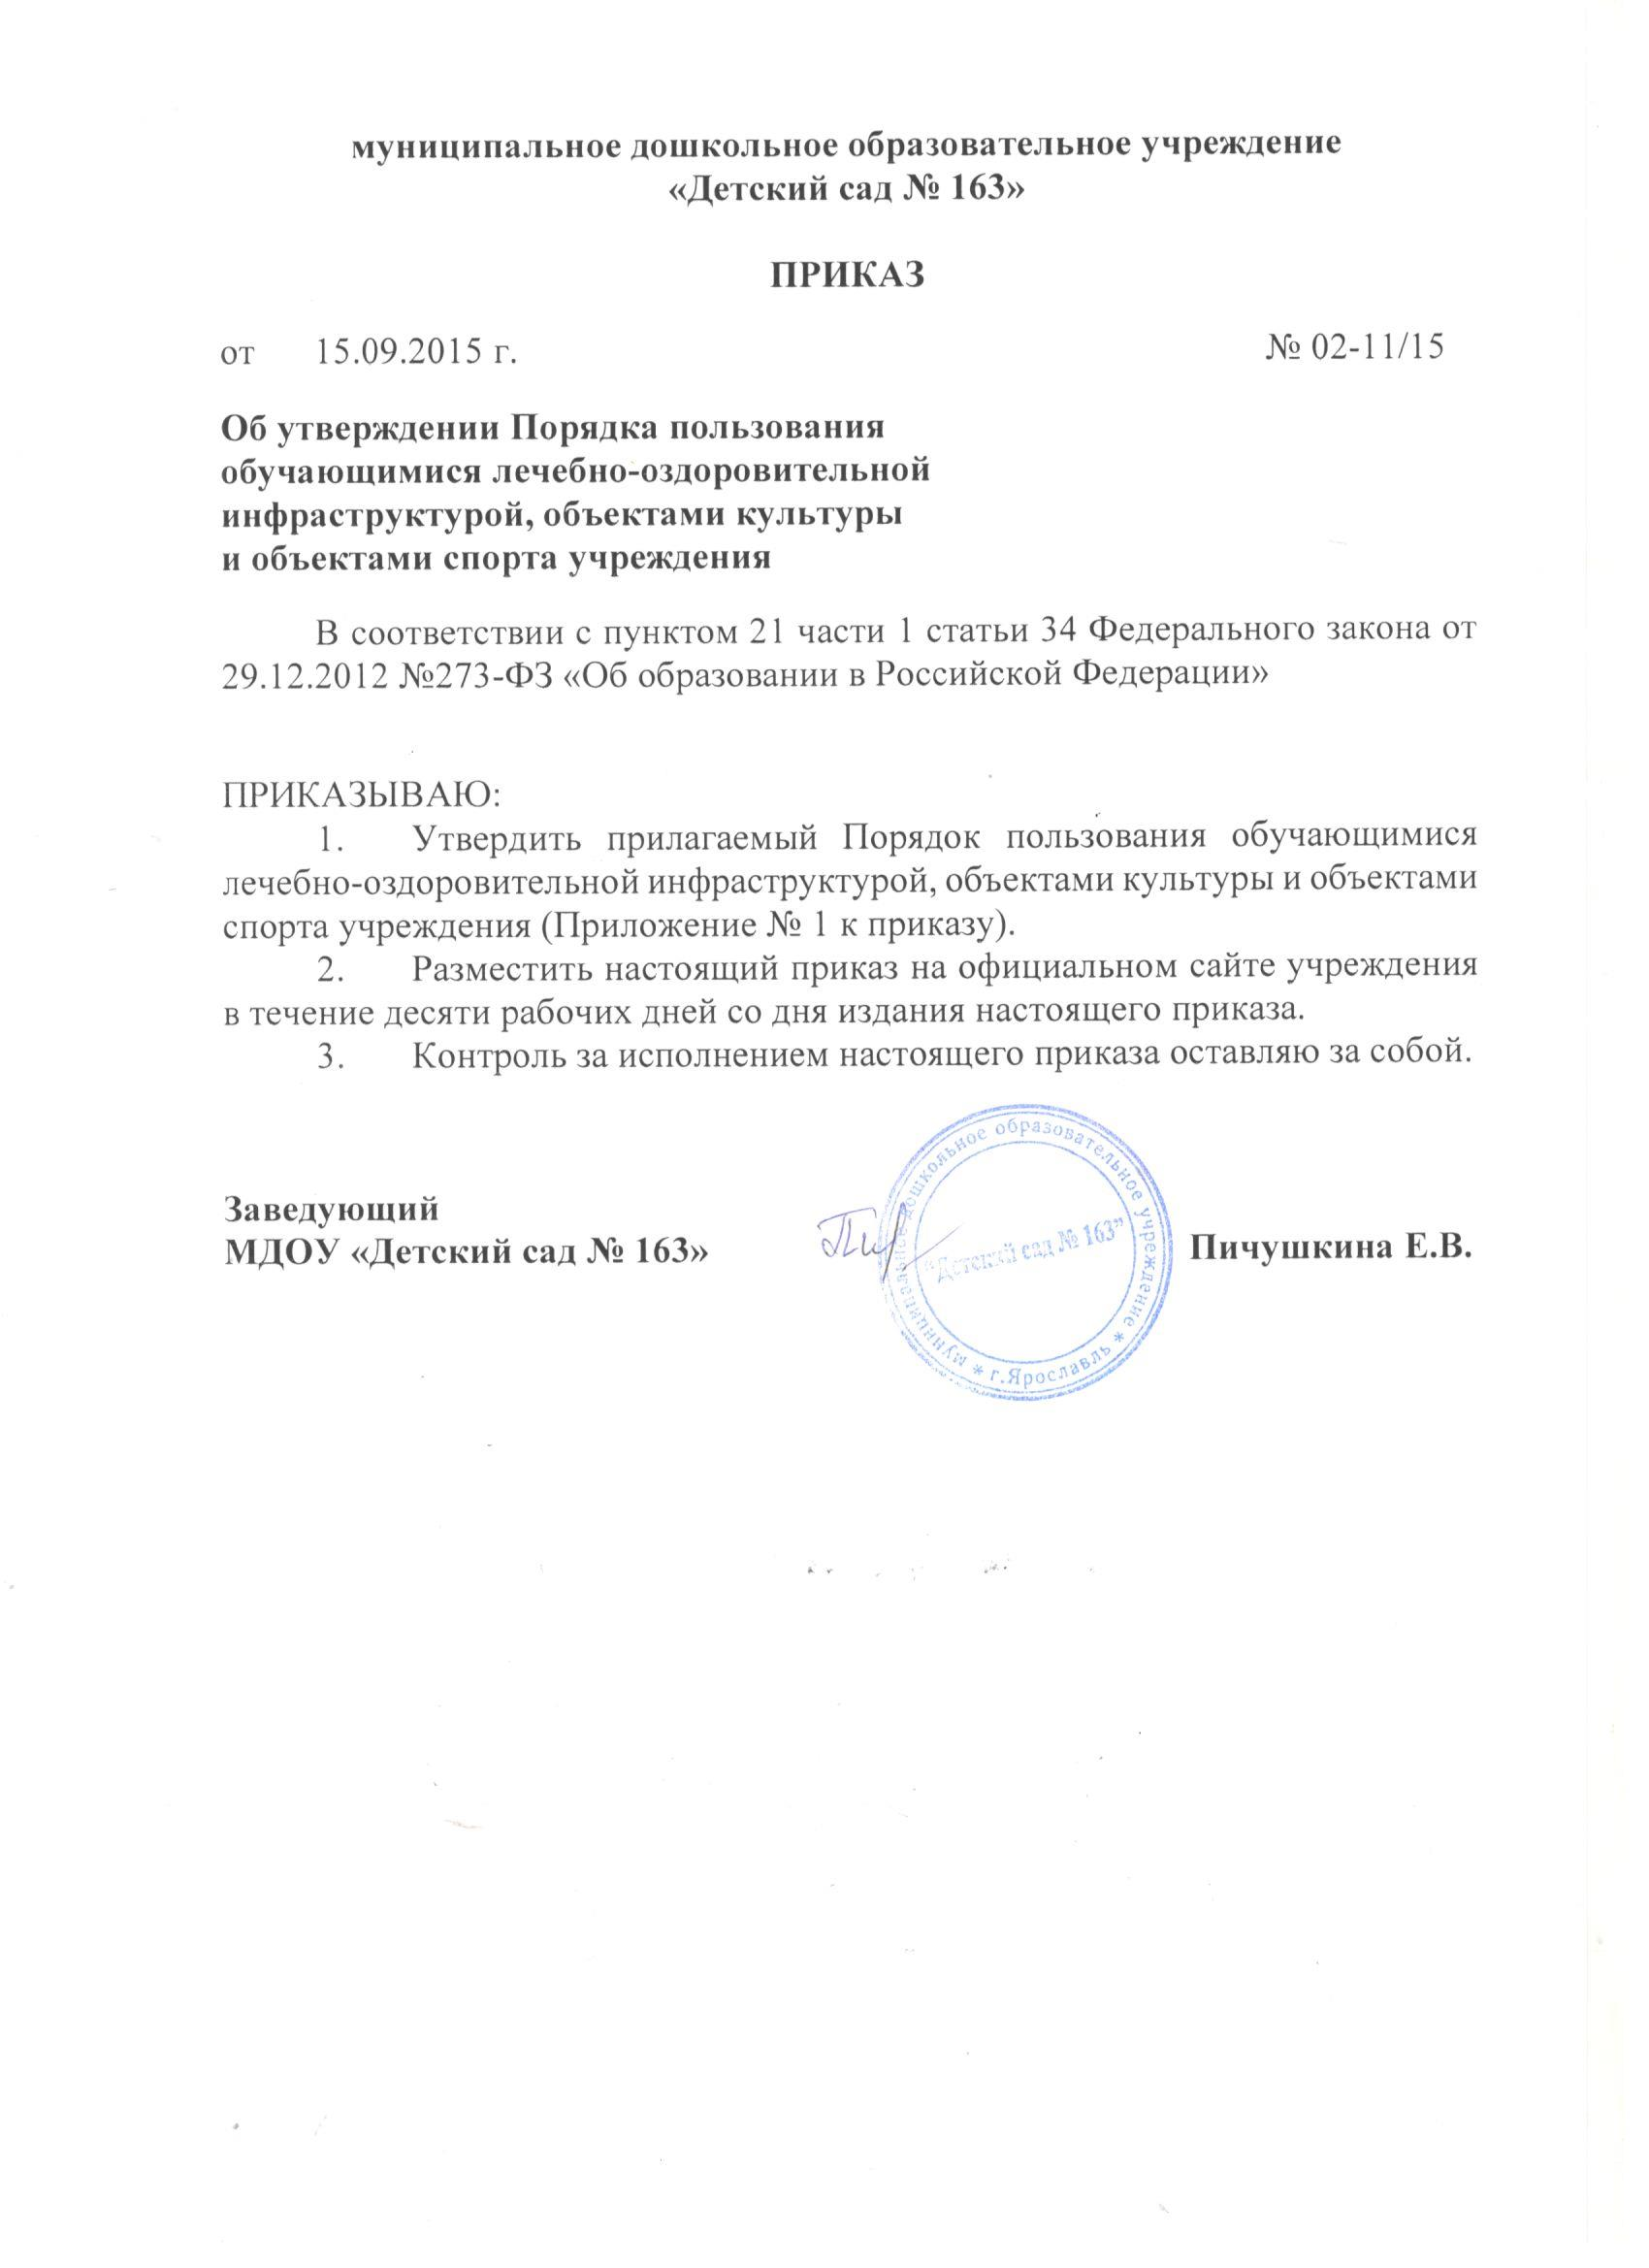 муниципальное дошкольное образовательное учреждение
«Детский сад № 163»
ПРИКАЗ
от 15.09.2015 г. № 02-11/15
Об утверждении Порядка пользования
обучающимися лечебно-оздоровительной
инфраструктурой, объектами культуры
и объектами спорта учреждения
В соответствии с пунктом 21 части 1 статьи 34 Федерального закона от
29.12.2012 №273-ФЗ «Об образовании в Российской Федерации»
ПРИКАЗЫВАЮ:
1. Утвердить прилагаемый Порядок пользования обучающимися
лечебно-оздоровительной инфраструктурой, объектами культуры и объектами
спорта учреждения (Приложение № 1 к приказу).
2. Разместить настоящий приказ на официальном сайте учреждения
в течение десяти рабочих дней со дня издания настоящего приказа.
3. Контроль за исполнением настоящего приказа оставляю за собой.
Заведующий
МДОУ «Детский сад № 163» Пичушкина Е.В.
муниципальное дошкольное образовательное учреждение * г.Ярославль *
"Детский сад № 163"